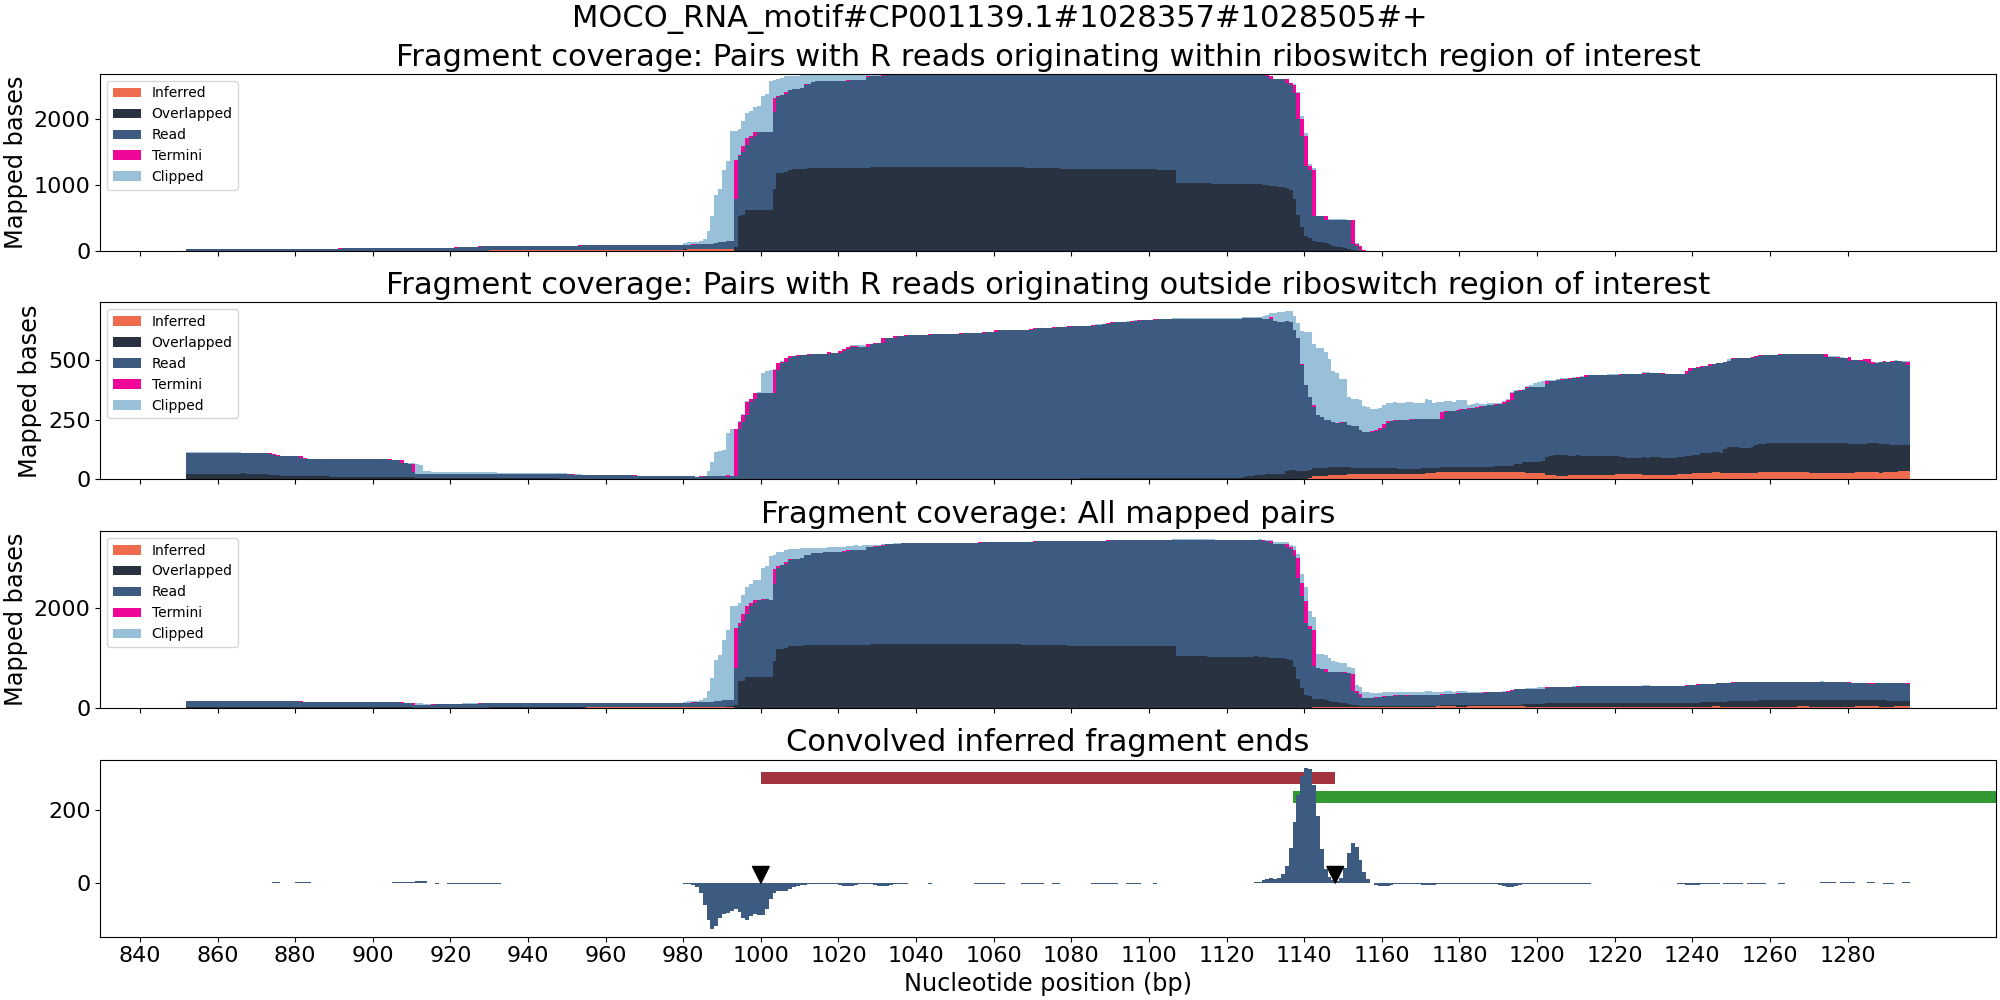 MOCO_RNA_motif#CP001139.1#1028357#1028505#+
Fragment coverage: Pairs with R reads originating within riboswitch region of interest
Mapped bases
2000
1000
0
Inferred
Overlapped
Read
Termini
Clipped
Fragment coverage: Pairs with R reads originating outside riboswitch region of interest
Mapped bases
500
250
0
Inferred
Overlapped
Read
Termini
Clipped
Fragment coverage: All mapped pairs
Mapped bases
2000
0
Inferred
Overlapped
Read
Termini
Clipped
Convolved inferred fragment ends
200
0
840 860 880 900 920 940 960 980 1000 1020 1040 1060 1080 1100 1120 1140 1160 1180 1200 1220 1240 1260 1280
Nucleotide position (bp)